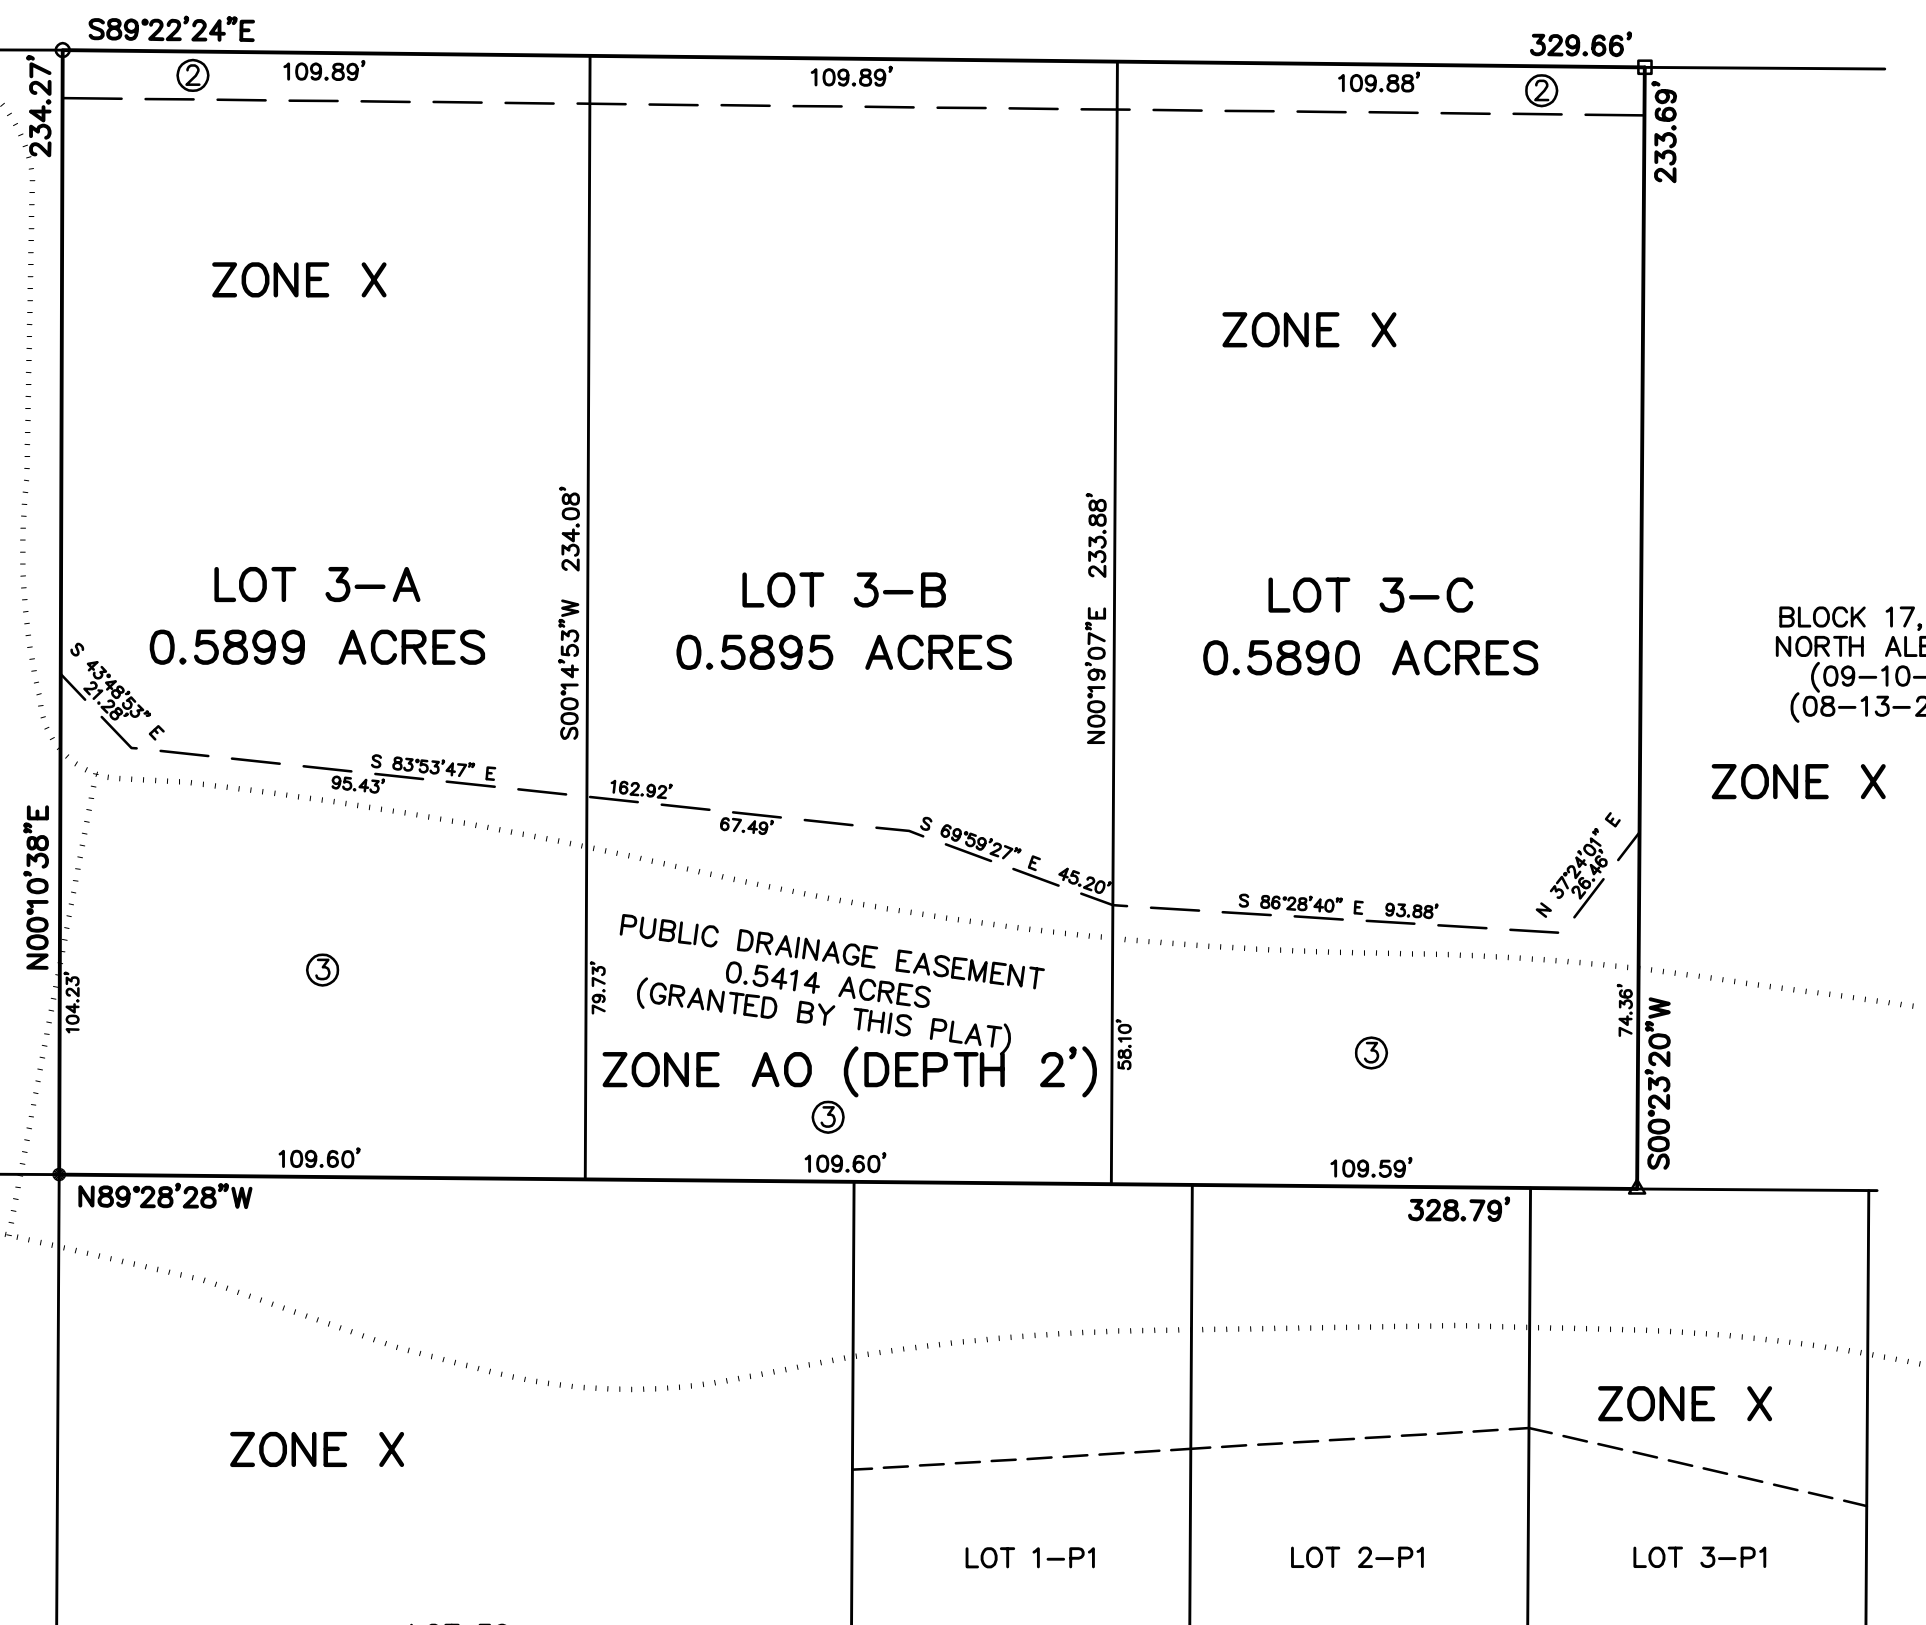 S89°22'24"E
329.66'
234.27'
②
109.89'
109.89'
109.88'
②
233.69'
ZONE X
ZONE X
S00°14'53"W 234.08'
N00°19'07"E 233.88'
LOT 3-A
0.5899 ACRES
LOT 3-B
0.5895 ACRES
LOT 3-C
0.5890 ACRES
BLOCK 17,
NORTH ALB
(09-10-
(08-13-2
ZONE X
S 43°48'53" E
21.28'
S 83°53'47" E
95.43'
162.92'
67.49'
S 69°59'27" E 45.20'
S 86°28'40" E 93.88'
N 37°24'01" E
26.46'
N00°10'38"E
104.23'
③
79.73'
PUBLIC DRAINAGE EASEMENT
0.5414 ACRES
(GRANTED BY THIS PLAT)
ZONE AO (DEPTH 2')
③
58.10'
③
74.36'
S00°23'20"W
109.60'
109.60'
109.59'
N89°28'28"W
328.79'
ZONE X
ZONE X
LOT 1-P1
LOT 2-P1
LOT 3-P1